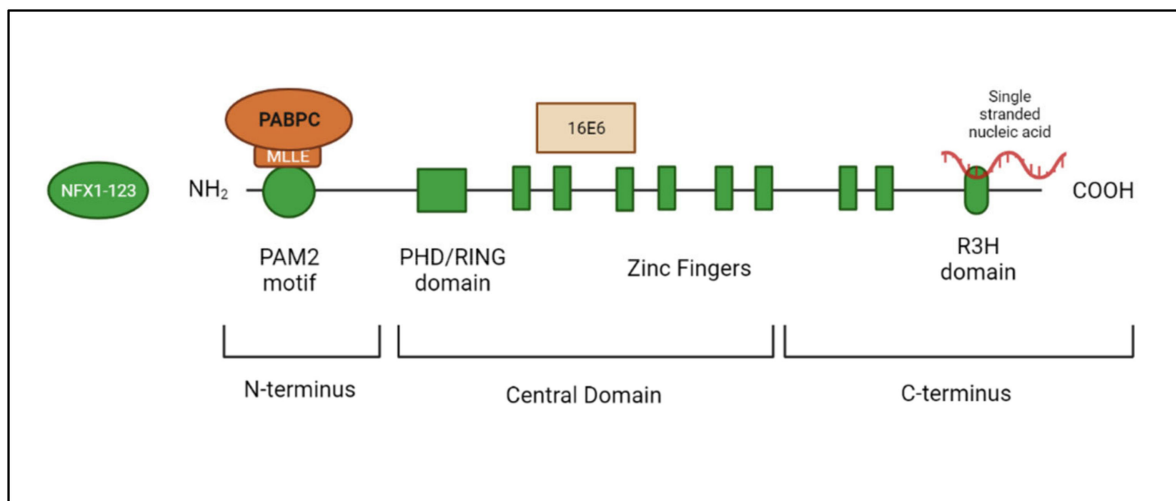 PABPC
MLLE
16E6
Single
stranded
nucleic acid
NFX1-123
NH₂
COOH
PAM2
motif
PHD/RING
domain
Zinc Fingers
R3H
domain
N-terminus
Central Domain
C-terminus